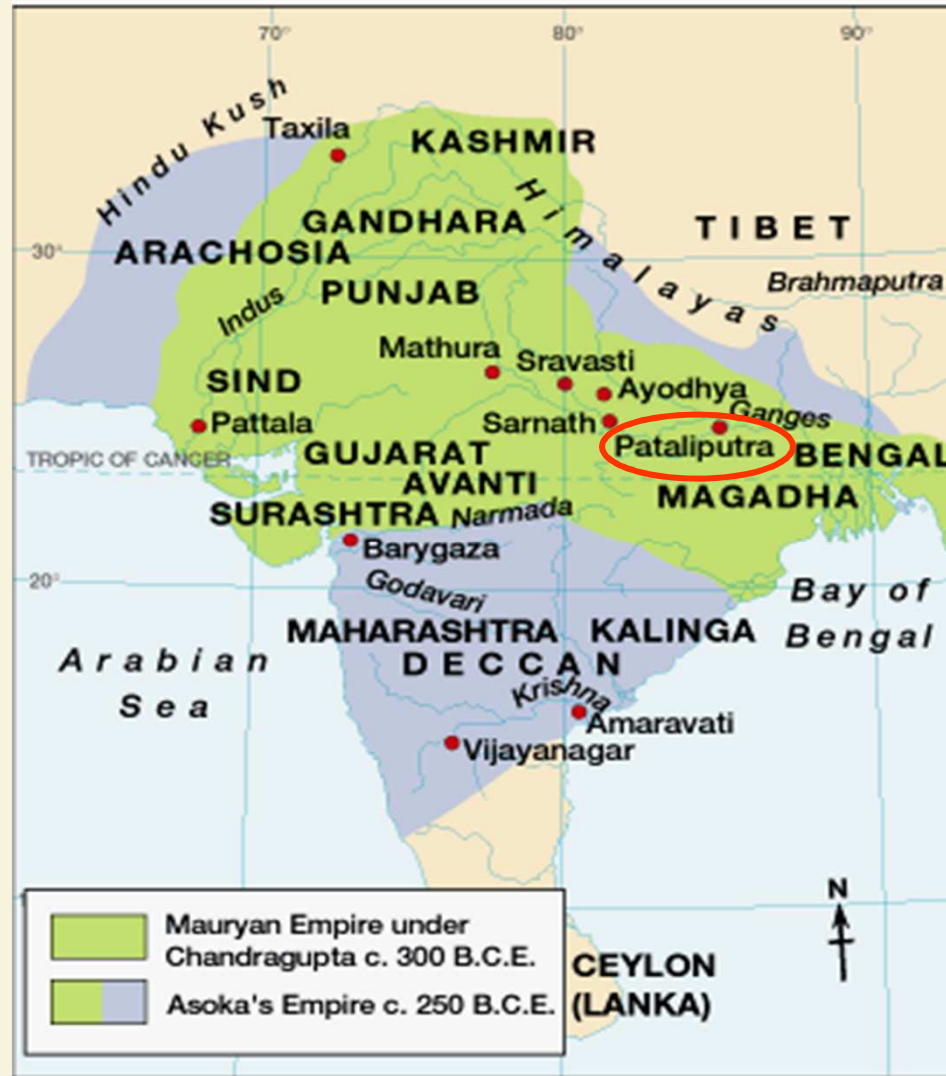 70°
80°
90°
Hindu Kush
Taxila
KASHMIR
Himalayas
GANDHARA
TIBET
30°
ARACHOSIA
Brahmaputra
Indus
PUNJAB
Mathura
Sravasti
SIND
Ayodhya
Pattala
Sarnath
Ganges
Pataliputra
TROPIC OF CANCER
GUJARAT
BENGAL
AVANTI
MAGADHA
SURASHTRA
Narmada
Barygaza
20°
Godavari
Bay of
Bengal
MAHARASHTRA
KALINGA
Arabian
Sea
DECCAN
Krishna
Amaravati
Vijayanagar
N
Mauryan Empire under
Chandragupta c. 300 B.C.E.
Asoka's Empire c. 250 B.C.E.
CEYLON
(LANKA)